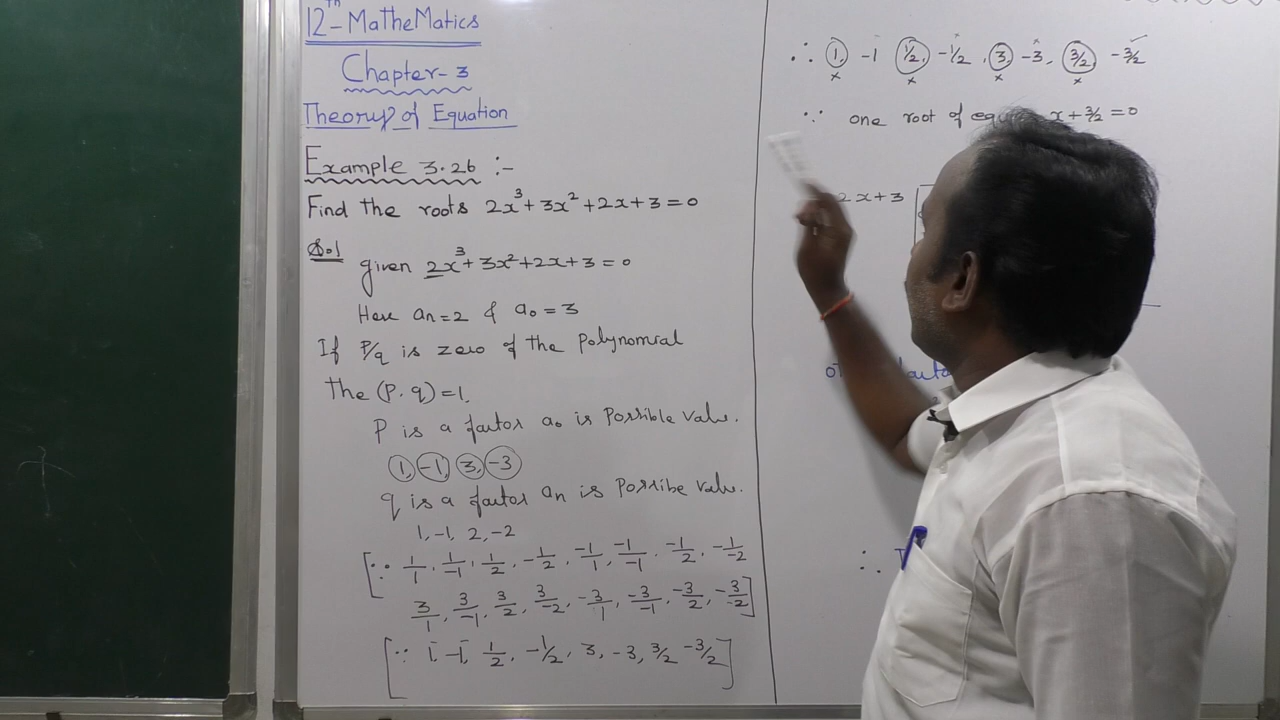 12th-MatheMatics
Chapter-3
Theory of Equation
Example 3.26 :-
Find the roots 2x³+3x²+2x+3=0
Sol
given 2x³+3x²+2x+3=0
Here an=2 & a₀=3
If P/q is zero of the Polynomial
the (P. q)=1.
P is a factor a₀ is Possible value.
1, -1, 3, -3
q is a factor an is Possibe value.
1, -1, 2, -2
[∵ 1/1, 1/-1, 1/2, -1/2, -1/1, -1/-1, -1/2, -1/-2
3/1, 3/-1, 3/2, 3/-2, -3/1, -3/-1, -3/2, -3/-2]
[∵ 1, -1, 1/2, -1/2, 3, -3, 3/2 -3/2]
∴ 1, -1 1/2, -1/2, 3, -3, 3/2, -3/2
∵ one root of x+3/2=0
2x+3
∴